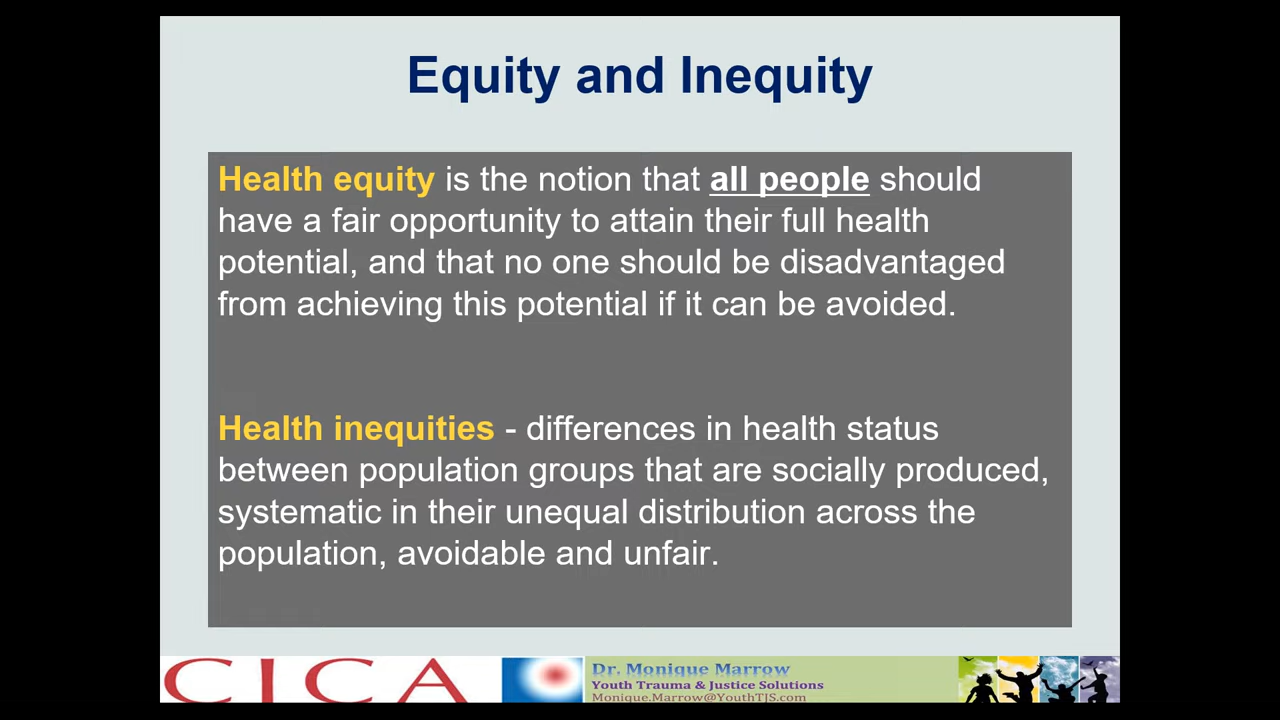 Equity and Inequity
Health equity is the notion that all people should
have a fair opportunity to attain their full health
potential, and that no one should be disadvantaged
from achieving this potential if it can be avoided.
Health inequities - differences in health status
between population groups that are socially produced,
systematic in their unequal distribution across the
population, avoidable and unfair.
CICA
Dr. Monique Marrow
Youth Trauma & Justice Solutions
Monique.Marrow@YouthTJS.com